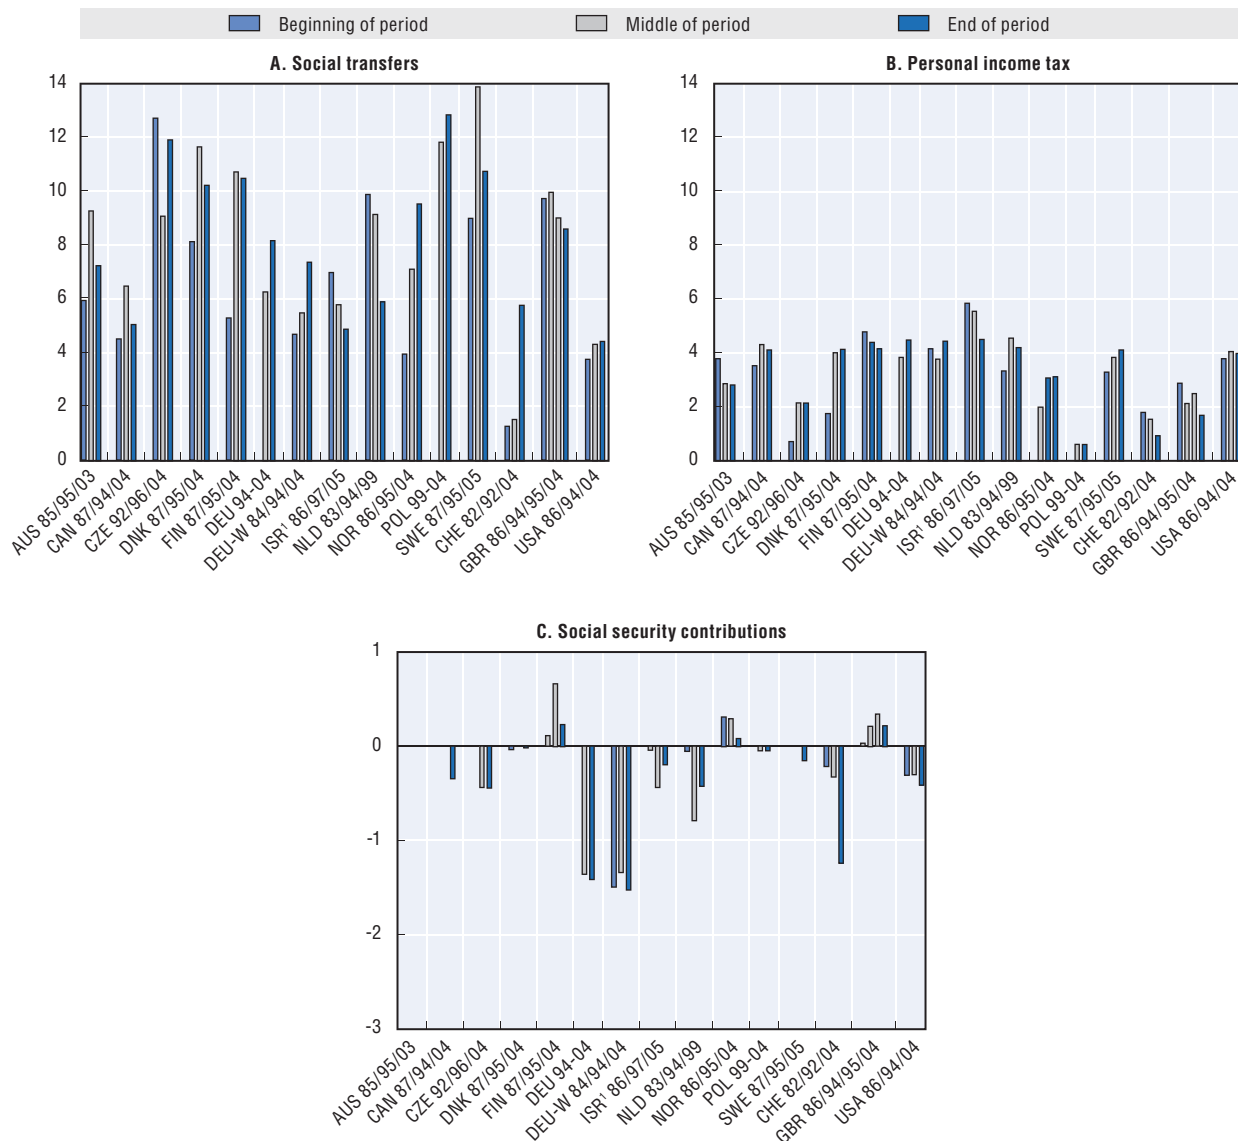 Beginning of period Middle of period End of period
A. Social transfers
14
12
10
8
6
4
2
0
AUS 85/95/03
CAN 87/94/04
CZE 92/96/04
DNK 87/95/04
FIN 87/95/04
DEU 94-04
DEU-W 84/94/04
ISR¹ 86/97/05
NLD 83/94/99
NOR 86/95/04
POL 99-04
SWE 87/95/05
CHE 82/92/04
GBR 86/94/95/04
USA 86/94/04
B. Personal income tax
14
12
10
8
6
4
2
0
AUS 85/95/03
CAN 87/94/04
CZE 92/96/04
DNK 87/95/04
FIN 87/95/04
DEU 94-04
DEU-W 84/94/04
ISR¹ 86/97/05
NLD 83/94/99
NOR 86/95/04
POL 99-04
SWE 87/95/05
CHE 82/92/04
GBR 86/94/95/04
USA 86/94/04
C. Social security contributions
1
0
-1
-2
-3
AUS 85/95/03
CAN 87/94/04
CZE 92/96/04
DNK 87/95/04
FIN 87/95/04
DEU 94-04
DEU-W 84/94/04
ISR¹ 86/97/05
NLD 83/94/99
NOR 86/95/04
POL 99-04
SWE 87/95/05
CHE 82/92/04
GBR 86/94/95/04
USA 86/94/04